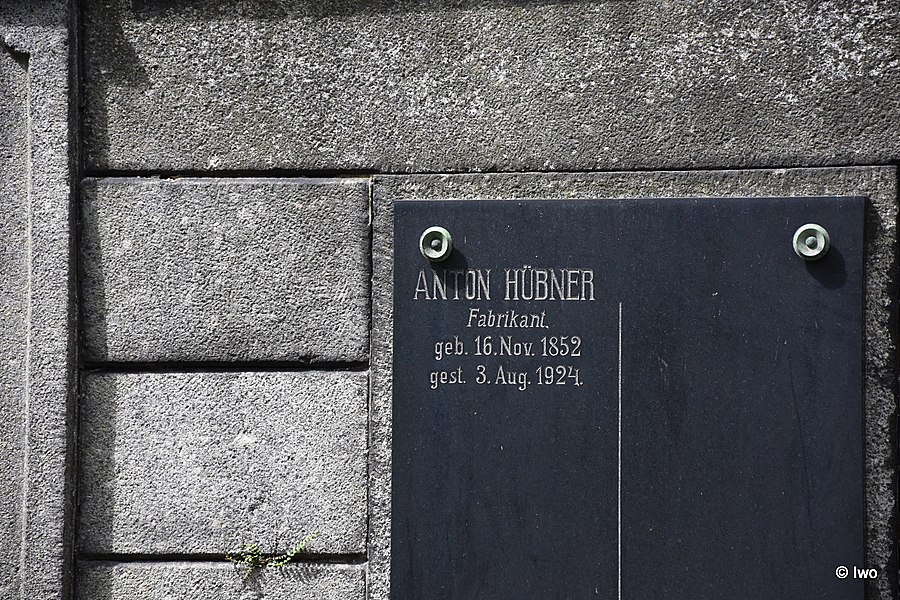 ANTON HÜBNER
Fabrikant.
geb. 16. Nov. 1852
gest. 3. Aug. 1924.
© Iwo